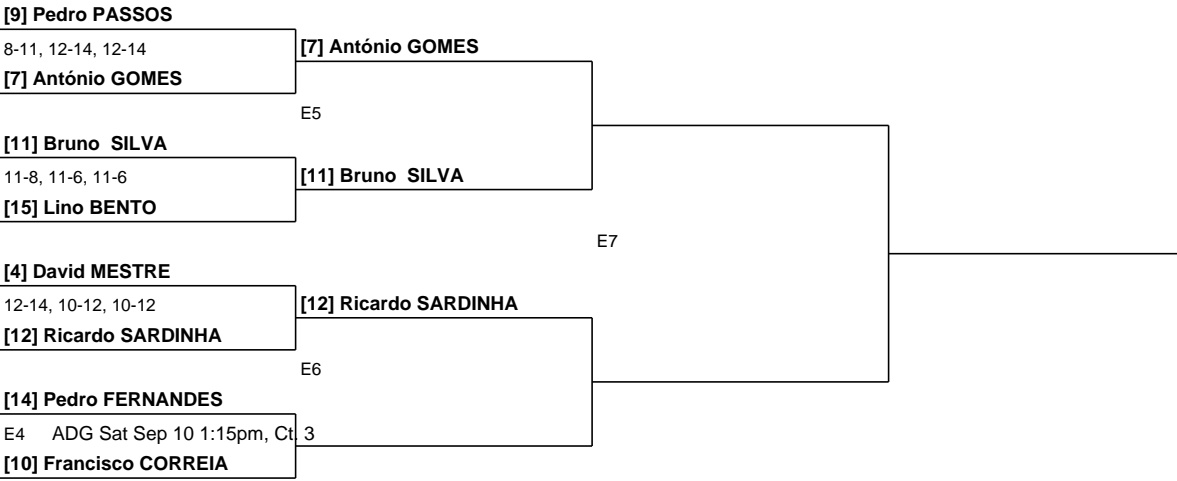 [9] Pedro PASSOS
8-11, 12-14, 12-14
[7] António GOMES
[7] António GOMES
E5
[11] Bruno  SILVA
11-8, 11-6, 11-6
[11] Bruno  SILVA
[15] Lino BENTO
E7
[4] David MESTRE
12-14, 10-12, 10-12
[12] Ricardo SARDINHA
[12] Ricardo SARDINHA
E6
[14] Pedro FERNANDES
E4 ADG Sat Sep 10 1:15pm, Ct. 3
[10] Francisco CORREIA